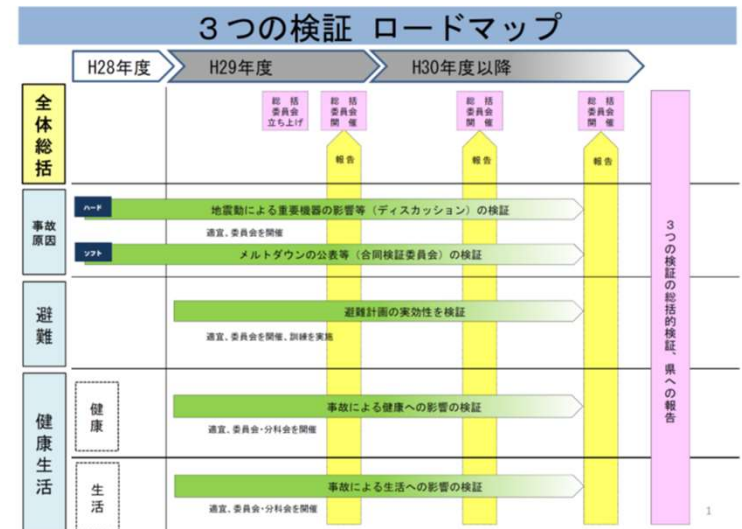 ３つの検証 ロードマップ
H28年度
H29年度
H30年度以降
全体総括
総 括
委員会
立ち上げ
総 括
委員会
開 催
総 括
委員会
開 催
総 括
委員会
開 催
報告
報告
報告
事故
原因
ハード
地震動による重要機器の影響等（ディスカッション）の検証
適宜、委員会を開催
ソフト
メルトダウンの公表等（合同検証委員会）の検証
避難
避難計画の実効性を検証
適宜、委員会を開催、訓練を実施
健康生活
健康
事故による健康への影響の検証
適宜、委員会・分科会を開催
生活
事故による生活への影響の検証
適宜、委員会・分科会を開催
３つの検証の総括的検証、県への報告
1